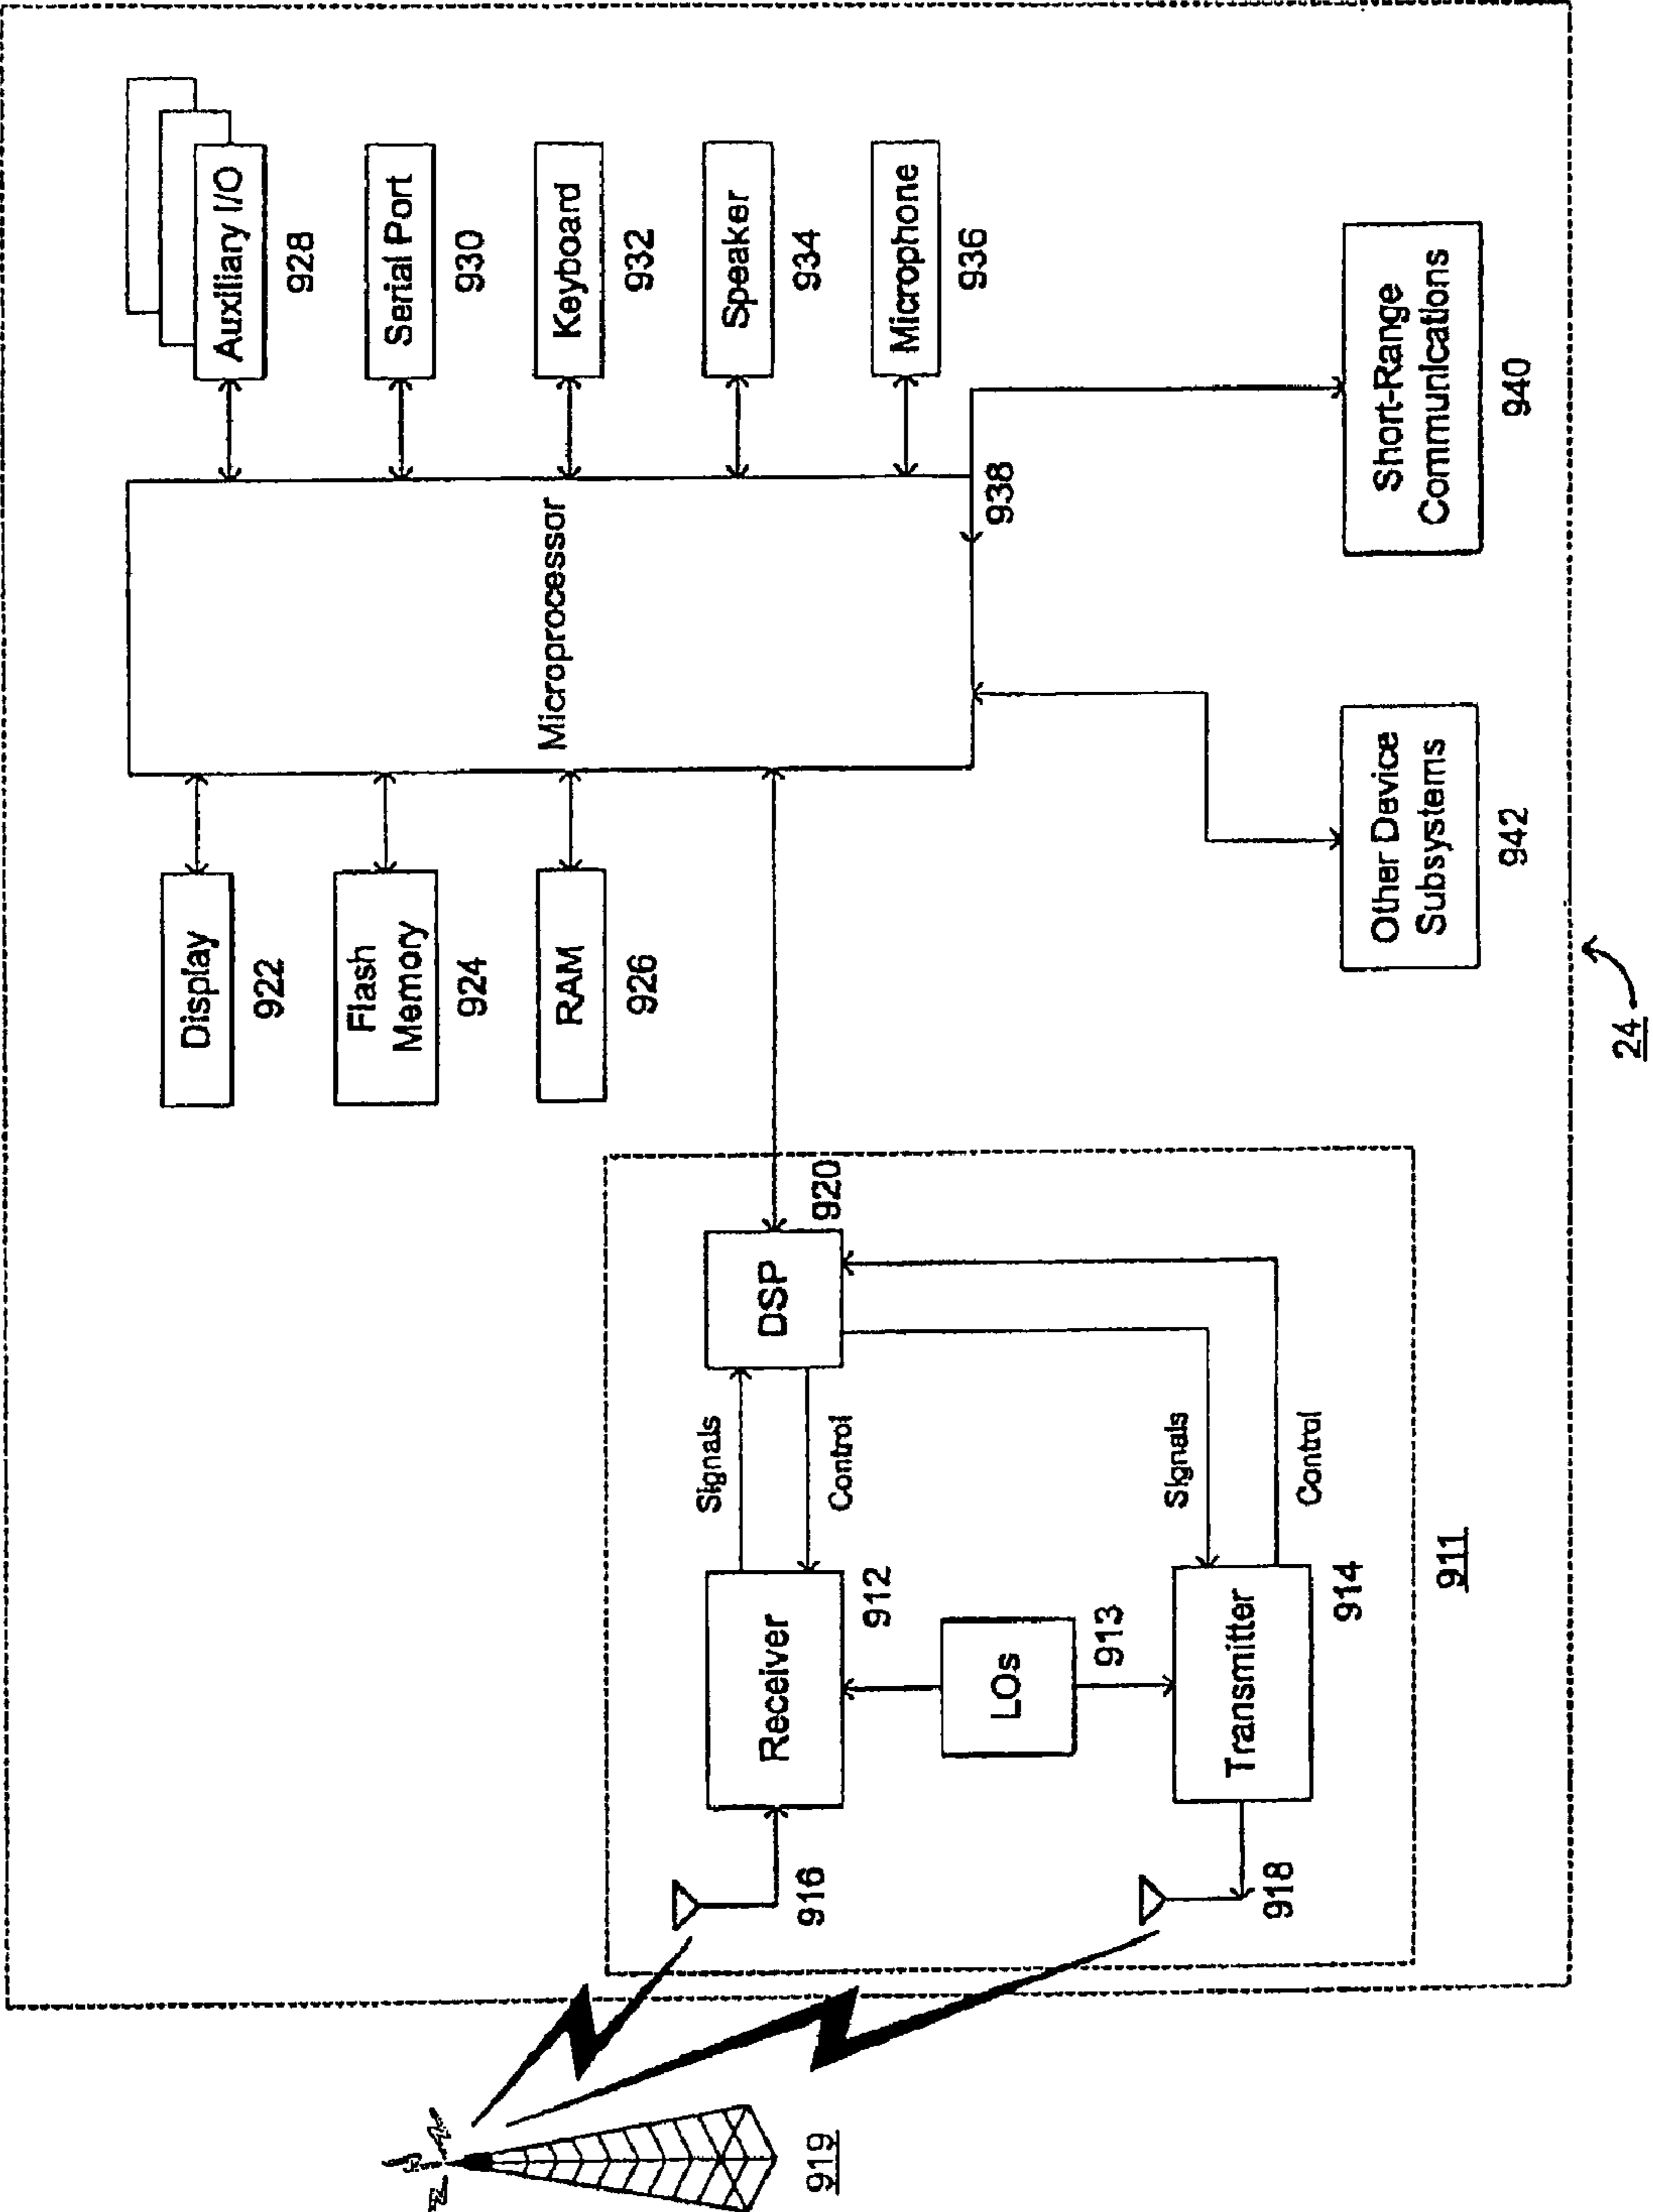 Display
922
Flash
Memory
924
RAM
926
Microprocessor
938
Auxiliary I/O
928
Serial Port
930
Keyboard
932
Speaker
934
Microphone
936
Short-Range
Communications
940
Other Device
Subsystems
942
DSP
920
Signals
Control
Receiver
912
916
LOs
913
Signals
Control
Transmitter
914
918
911
919
24